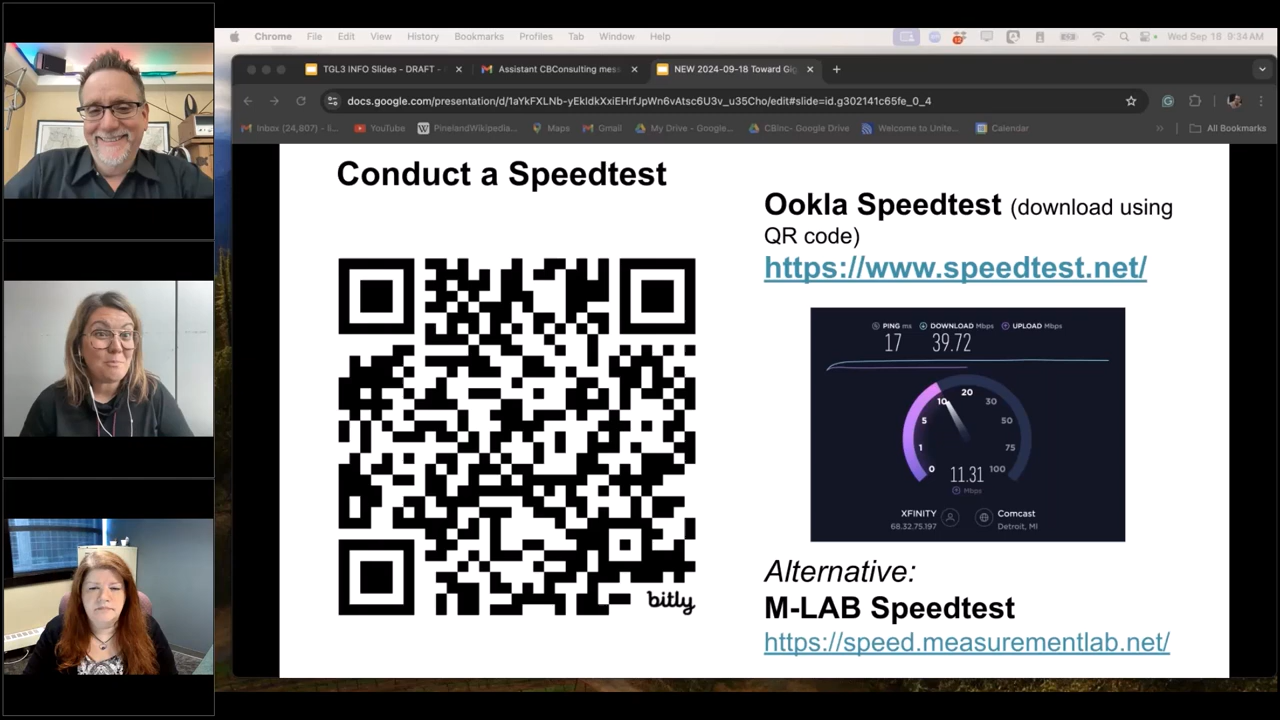 Chrome File Edit View History Bookmarks Profiles Tab Window Help
Wed Sep 18 9:34 AM
TGL3 INFO Slides - DRAFT -
Assistant CBConsulting mess
NEW 2024-09-18 Toward Gig
docs.google.com/presentation/d/1aYkFXLNb-yEkIdkXxiEHrfJpWn6vAtsc6U3v_u35Cho/edit#slide=id.g302141c65fe_0_4
Inbox (24,807) - li...
YouTube
PinelandWikipedia...
Maps
Gmail
My Drive - Google...
CBInc- Google Drive
Welcome to Unite...
Calendar
»
All Bookmarks
Conduct a Speedtest
bitly
Ookla Speedtest (download using
QR code)
https://www.speedtest.net/
PING ms DOWNLOAD Mbps UPLOAD Mbps
17 39.72
0 1 5 10 20 30 50 75 100
11.31
Mbps
XFINITY
68.32.75.197
Comcast
Detroit, MI
Alternative:
M-LAB Speedtest
https://speed.measurementlab.net/